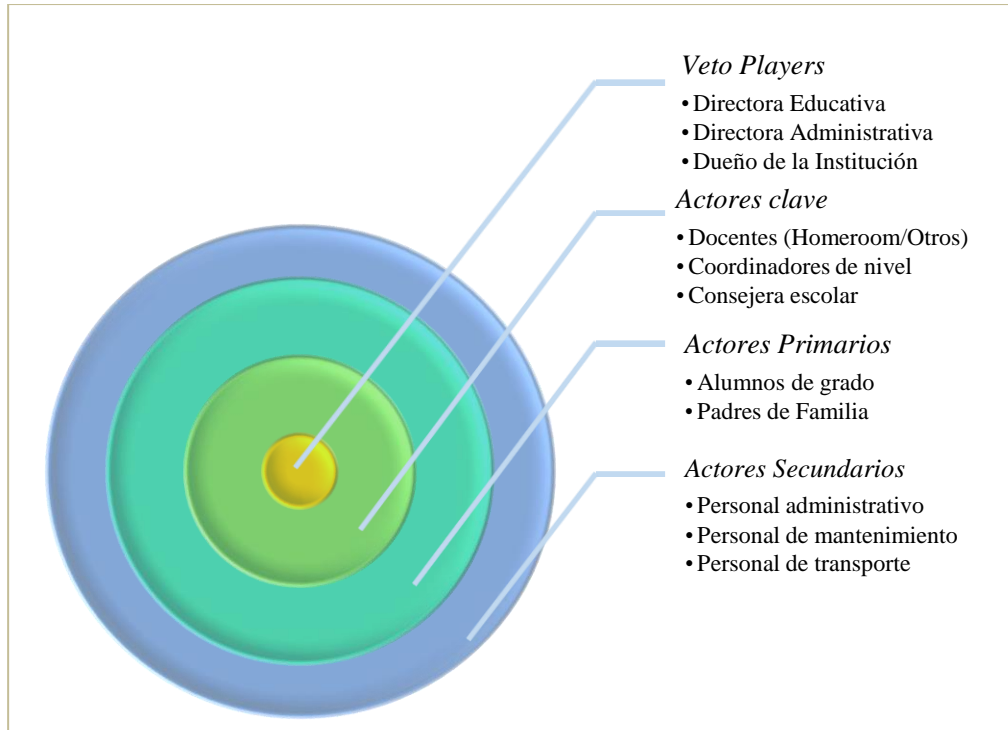 Veto Players
• Directora Educativa
• Directora Administrativa
• Dueño de la Institución
Actores clave
• Docentes (Homeroom/Otros)
• Coordinadores de nivel
• Consejera escolar
Actores Primarios
• Alumnos de grado
• Padres de Familia
Actores Secundarios
• Personal administrativo
• Personal de mantenimiento
• Personal de transporte